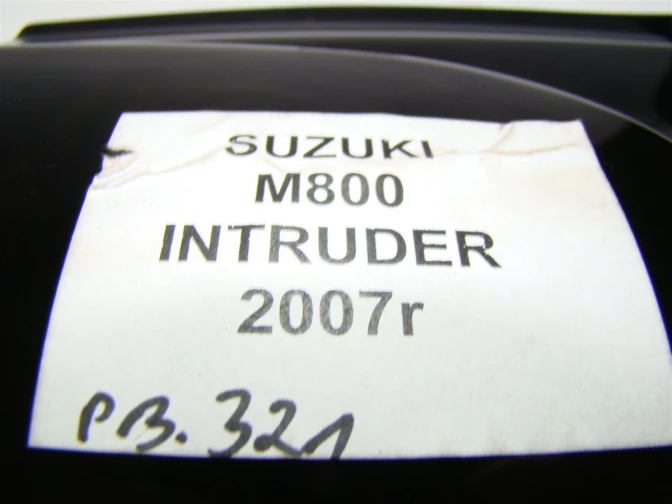 SUZUKI
M800
INTRUDER
2007r
PB.321